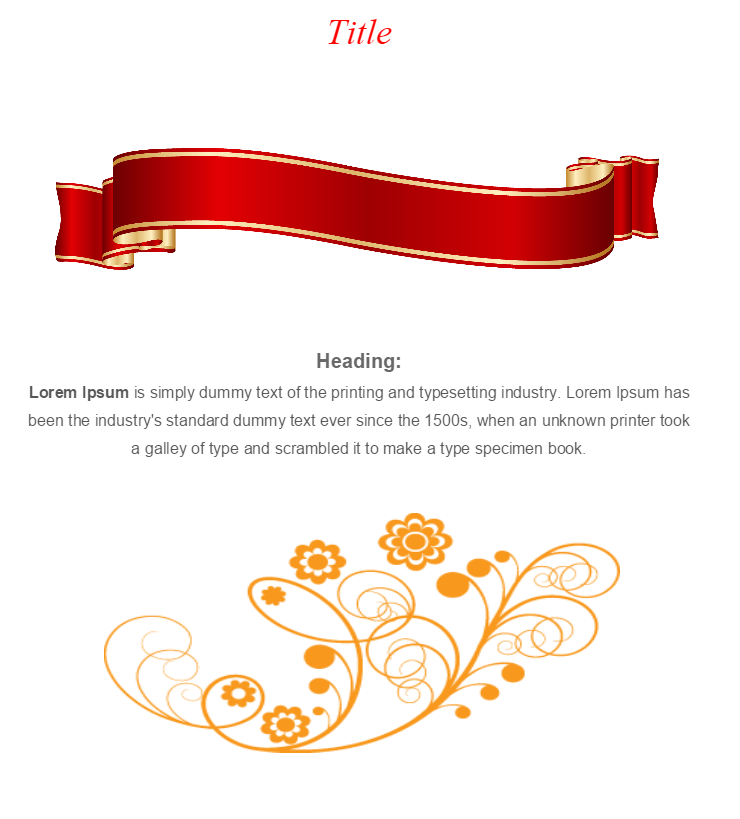 Title
Heading:
Lorem Ipsum is simply dummy text of the printing and typesetting industry. Lorem Ipsum has
been the industry's standard dummy text ever since the 1500s, when an unknown printer took
a galley of type and scrambled it to make a type specimen book.